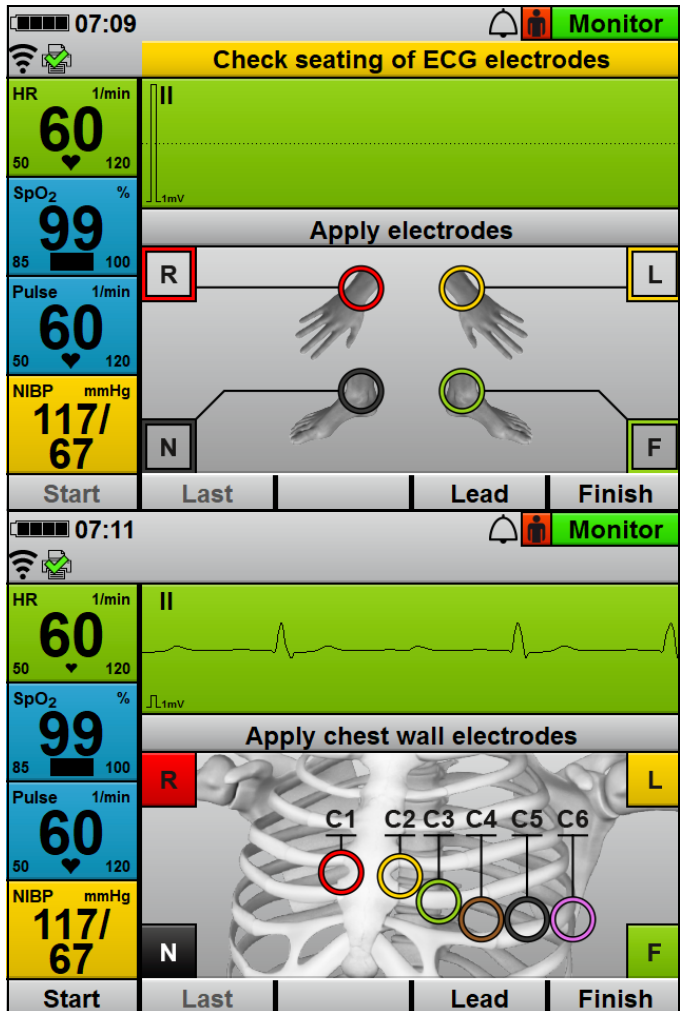 07:09
Monitor
Check seating of ECG electrodes
HR 1/min
60
50 120
II
1mV
SpO2 %
99
85 100
Apply electrodes
R
L
Pulse 1/min
60
50 120
NIBP mmHg
117/
67
N
F
Start Last Lead Finish
07:11
Monitor
HR 1/min
60
50 120
II
1mV
SpO2 %
99
85 100
Apply chest wall electrodes
R
L
C1 C2 C3 C4 C5 C6
Pulse 1/min
60
50 120
NIBP mmHg
117/
67
N
F
Start Last Lead Finish